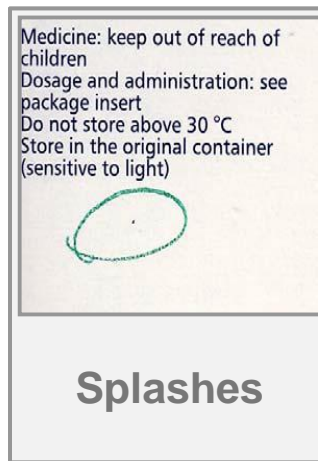 Medicine: keep out of reach of
children
Dosage and administration: see
package insert
Do not store above 30 °C
Store in the original container
(sensitive to light)
Splashes